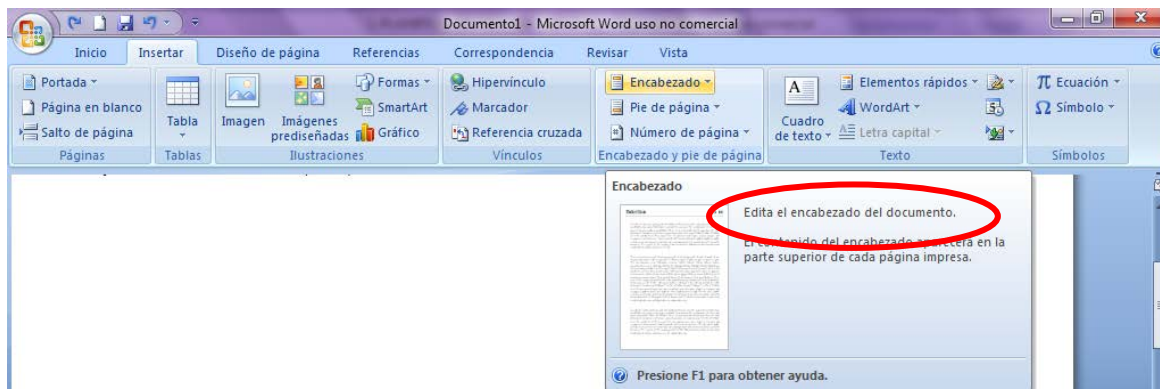 Documento1 - Microsoft Word uso no comercial
Inicio Insertar Diseño de página Referencias Correspondencia Revisar Vista
Portada
Página en blanco
Salto de página
Páginas
Tabla
Tablas
Imagen
Imágenes prediseñadas
Formas
SmartArt
Gráfico
Ilustraciones
Hipervínculo
Marcador
Referencia cruzada
Vínculos
Encabezado
Pie de página
Número de página
Encabezado y pie de página
Cuadro de texto
Elementos rápidos
WordArt
Letra capital
Texto
π Ecuación
Ω Símbolo
Símbolos
Encabezado
Edita el encabezado del documento.
El contenido del encabezado aparecerá en la
parte superior de cada página impresa.
Presione F1 para obtener ayuda.